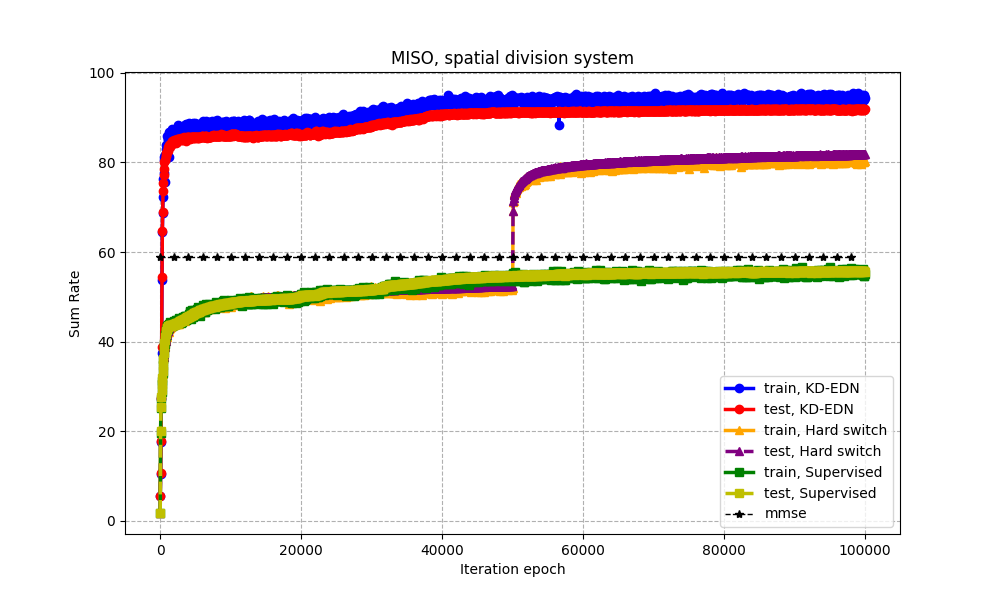 MISO, spatial division system
Sum Rate
100
80
60
40
20
0
0 20000 40000 60000 80000 100000
Iteration epoch
train, KD-EDN
test, KD-EDN
train, Hard switch
test, Hard switch
train, Supervised
test, Supervised
mmse